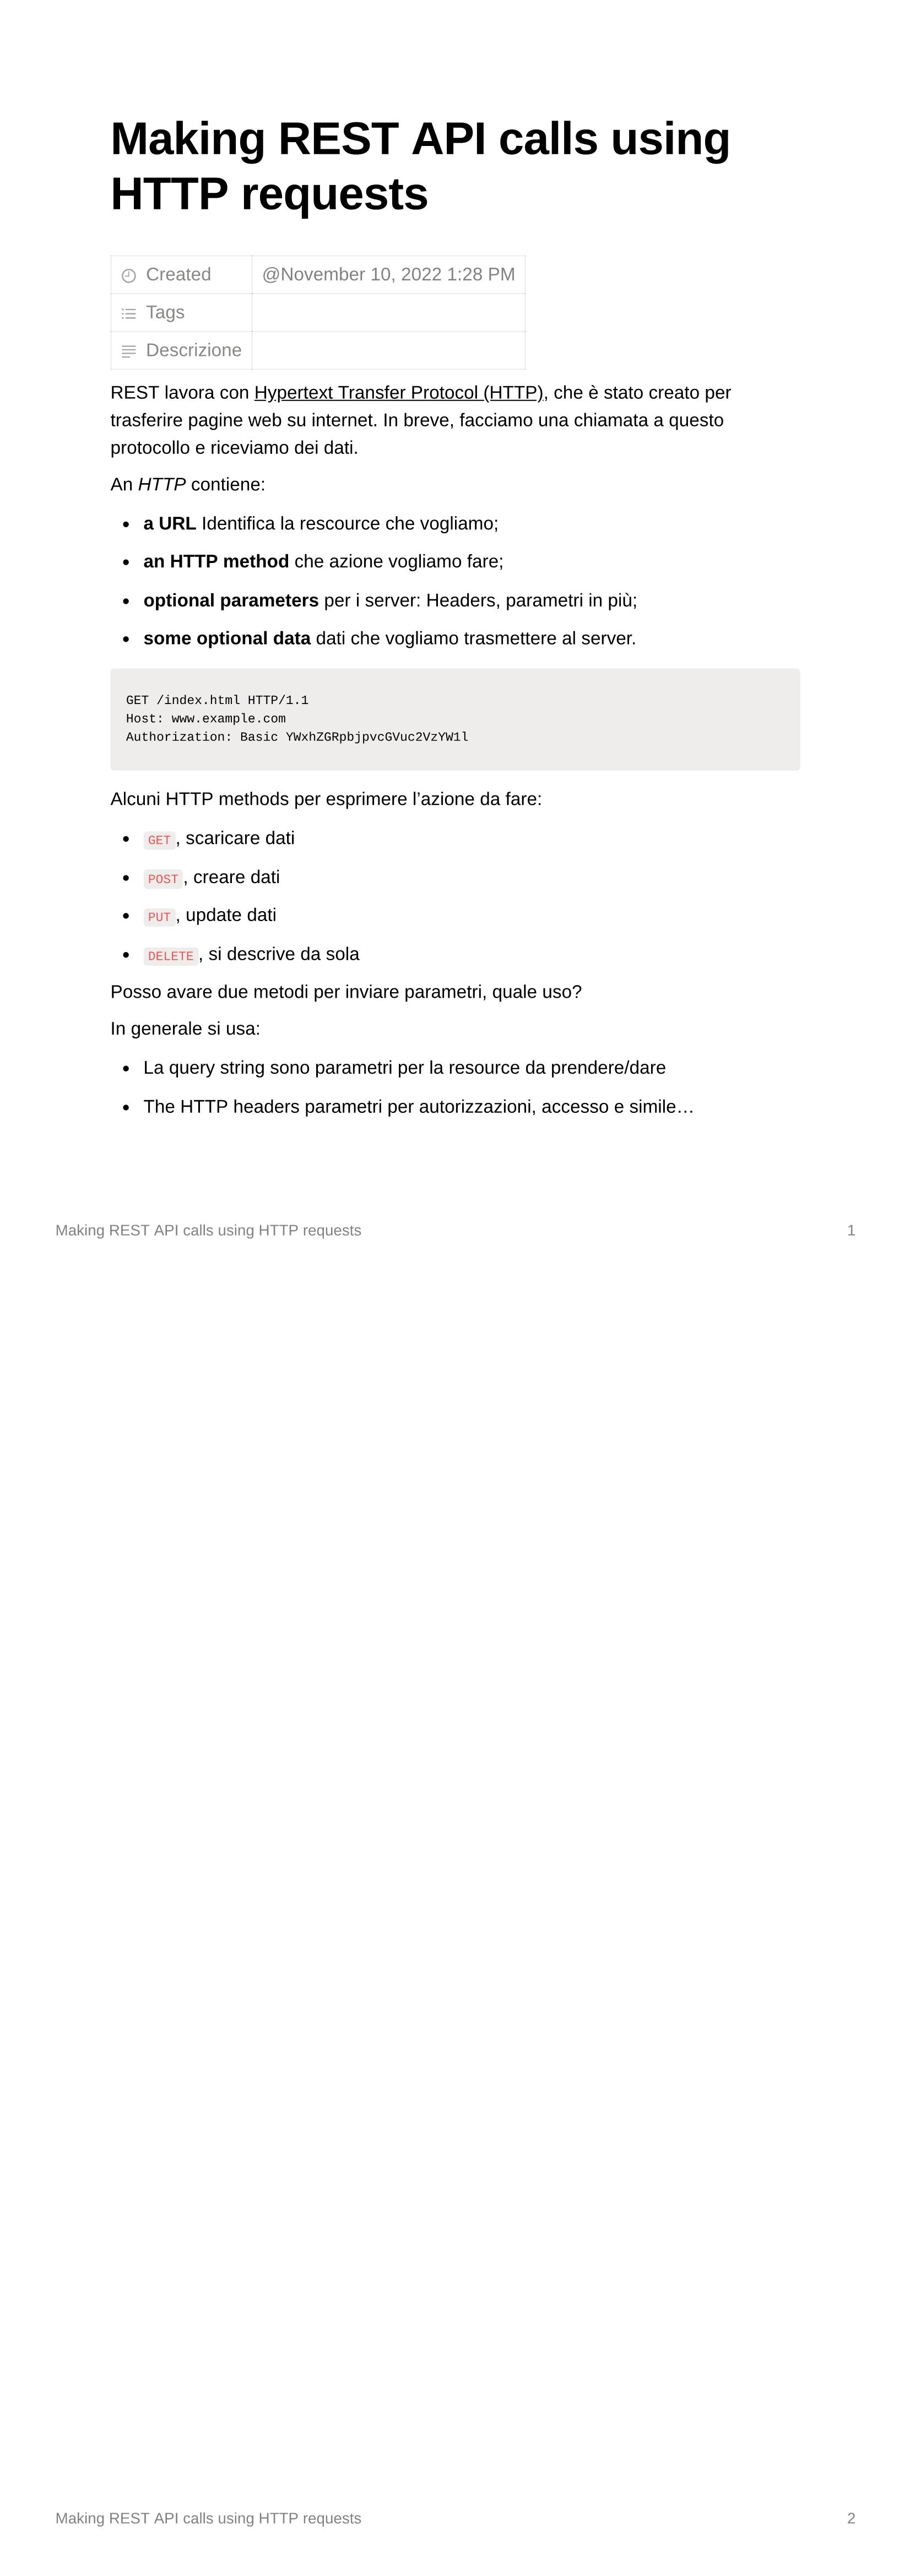 Making REST API calls using
HTTP requests
Created @November 10, 2022 1:28 PM
Tags
Descrizione
REST lavora con Hypertext Transfer Protocol (HTTP), che è stato creato per
trasferire pagine web su internet. In breve, facciamo una chiamata a questo
protocollo e riceviamo dei dati.
An HTTP contiene:
• a URL Identifica la rescource che vogliamo;
• an HTTP method che azione vogliamo fare;
• optional parameters per i server: Headers, parametri in più;
• some optional data dati che vogliamo trasmettere al server.
GET /index.html HTTP/1.1
Host: www.example.com
Authorization: Basic YWxhZGRpbjpvcGVuc2VzYW1l
Alcuni HTTP methods per esprimere l’azione da fare:
• GET , scaricare dati
• POST , creare dati
• PUT , update dati
• DELETE , si descrive da sola
Posso avare due metodi per inviare parametri, quale uso?
In generale si usa:
• La query string sono parametri per la resource da prendere/dare
• The HTTP headers parametri per autorizzazioni, accesso e simile…
Making REST API calls using HTTP requests 1
Making REST API calls using HTTP requests 2